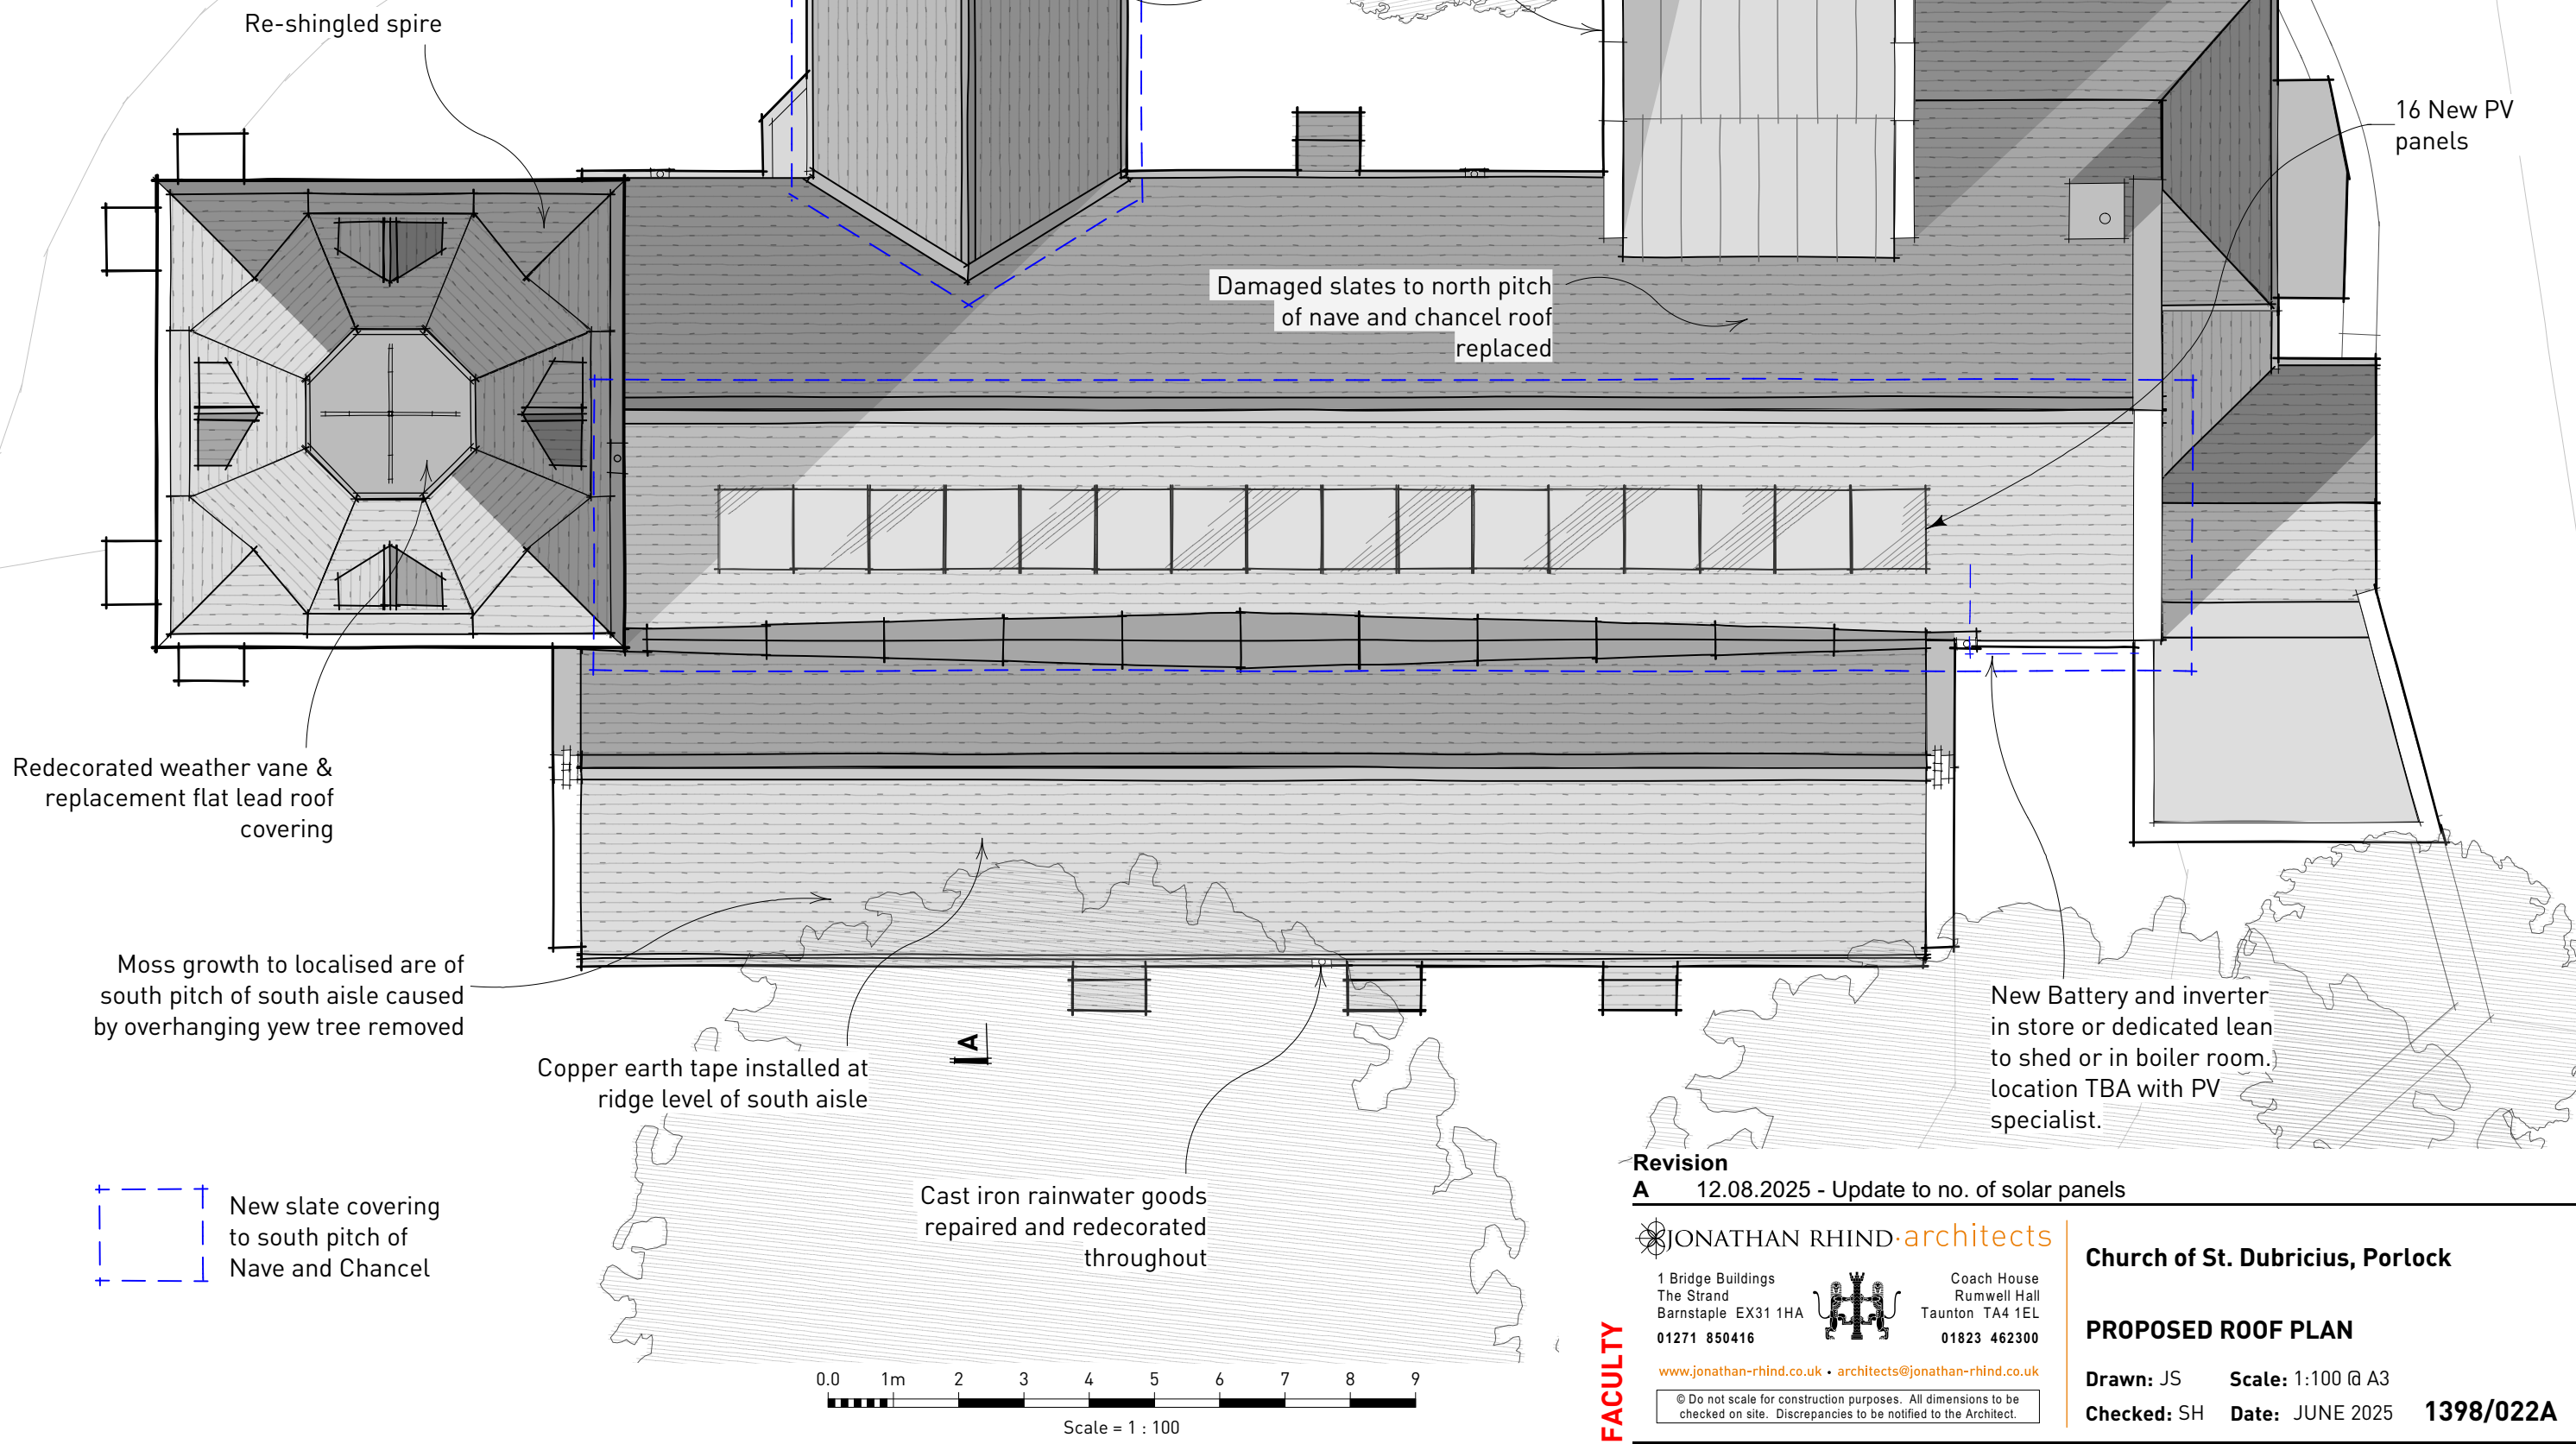 Re-shingled spire
16 New PV
panels
Damaged slates to north pitch
of nave and chancel roof
replaced
Redecorated weather vane &
replacement flat lead roof
covering
Moss growth to localised are of
south pitch of south aisle caused
by overhanging yew tree removed
A
Copper earth tape installed at
ridge level of south aisle
New Battery and inverter
in store or dedicated lean
to shed or in boiler room.
location TBA with PV
specialist.
Cast iron rainwater goods
repaired and redecorated
throughout
New slate covering
to south pitch of
Nave and Chancel
0.0 1m 2 3 4 5 6 7 8 9
Scale = 1 : 100
Revision
A 12.08.2025 - Update to no. of solar panels
JONATHAN RHIND·architects
1 Bridge Buildings
The Strand
Barnstaple EX31 1HA
01271 850416
Coach House
Rumwell Hall
Taunton TA4 1EL
01823 462300
www.jonathan-rhind.co.uk • architects@jonathan-rhind.co.uk
© Do not scale for construction purposes. All dimensions to be
checked on site. Discrepancies to be notified to the Architect.
FACULTY
Church of St. Dubricius, Porlock
PROPOSED ROOF PLAN
Drawn: JS Scale: 1:100 @ A3
Checked: SH Date: JUNE 2025 1398/022A